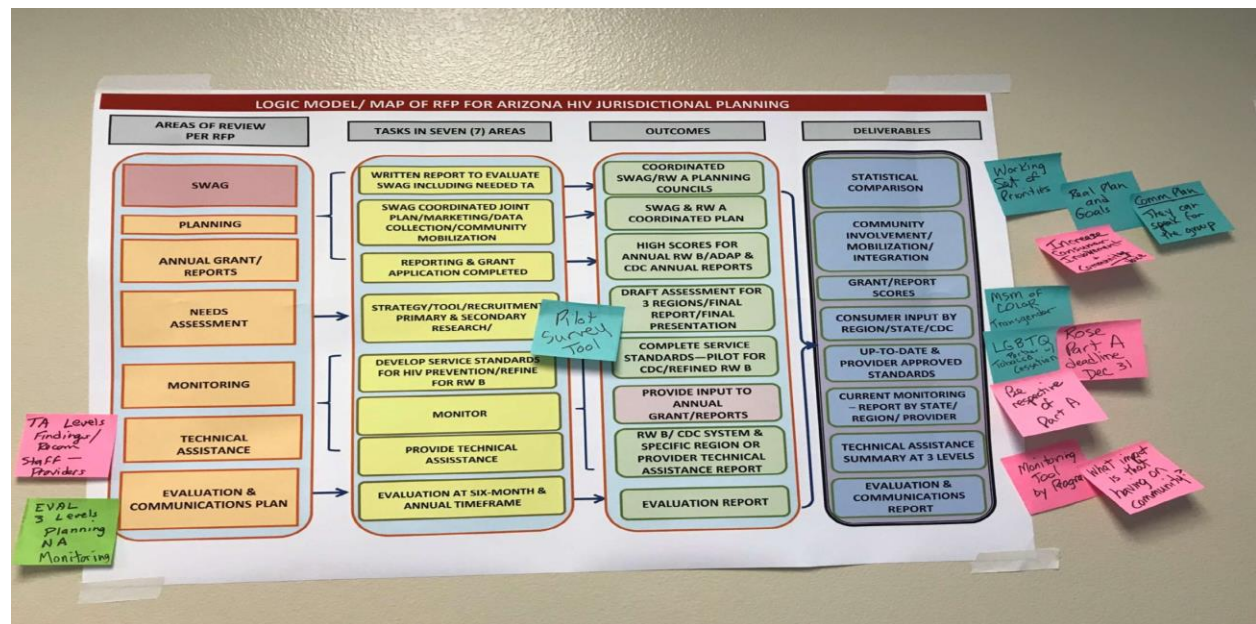 LOGIC MODEL/ MAP OF RFP FOR ARIZONA HIV JURISDICTIONAL PLANNING
AREAS OF REVIEW
PER RFP
SWAG
PLANNING
ANNUAL GRANT/
REPORTS
NEEDS
ASSESSMENT
MONITORING
TECHNICAL
ASSISTANCE
EVALUATION &
COMMUNICATIONS PLAN
TASKS IN SEVEN (7) AREAS
WRITTEN REPORT TO EVALUATE
SWAG INCLUDING NEEDED TA
SWAG COORDINATED JOINT
PLAN/MARKETING/DATA
COLLECTION/COMMUNITY
MOBILIZATION
REPORTING & GRANT
APPLICATION COMPLETED
STRATEGY/TOOL/RECRUITMENT
PRIMARY & SECONDARY
RESEARCH/
DEVELOP SERVICE STANDARDS
FOR HIV PREVENTION/REFINE
FOR RW B
MONITOR
PROVIDE TECHNICAL
ASSISSTANCE
EVALUATION AT SIX-MONTH &
ANNUAL TIMEFRAME
Pilot
Survey
Tool
OUTCOMES
COORDINATED
SWAG/RW A PLANNING
COUNCILS
SWAG & RW A
COORDINATED PLAN
HIGH SCORES FOR
ANNUAL RW B/ADAP &
CDC ANNUAL REPORTS
DRAFT ASSESSMENT FOR
3 REGIONS/FINAL
REPORT/FINAL
PRESENTATION
COMPLETE SERVICE
STANDARDS—PILOT FOR
CDC/REFINED RW B
PROVIDE INPUT TO
ANNUAL
GRANT/REPORTS
RW B/ CDC SYSTEM &
SPECIFIC REGION OR
PROVIDER TECHNICAL
ASSISTANCE REPORT
EVALUATION REPORT
DELIVERABLES
STATISTICAL
COMPARISON
COMMUNITY
INVOLVEMENT/
MOBILIZATION/
INTEGRATION
GRANT/REPORT
SCORES
CONSUMER INPUT BY
REGION/STATE/CDC
UP-TO-DATE &
PROVIDER APPROVED
STANDARDS
CURRENT MONITORING
– REPORT BY STATE/
REGION/ PROVIDER
TECHNICAL ASSISTANCE
SUMMARY AT 3 LEVELS
EVALUATION &
COMMUNICATIONS
REPORT
TA Levels
Findings/
Recomm
Staff —
Providers
EVAL
3 Levels
Planning
NA
Monitoring
Working
Set of
Priorities
Plan
and
Goals
Comm Plan
They can
speak for
the group
Increase
Consumer
Involvement
Community
MSM of
COLOR
Transgender
LGBTQ
Tobacco
Cessation
Rose
Part A
deadline
Dec 31
Be
respective
of
Part A
Monitoring
Tool
by Program
What impact
is that
having on
community?